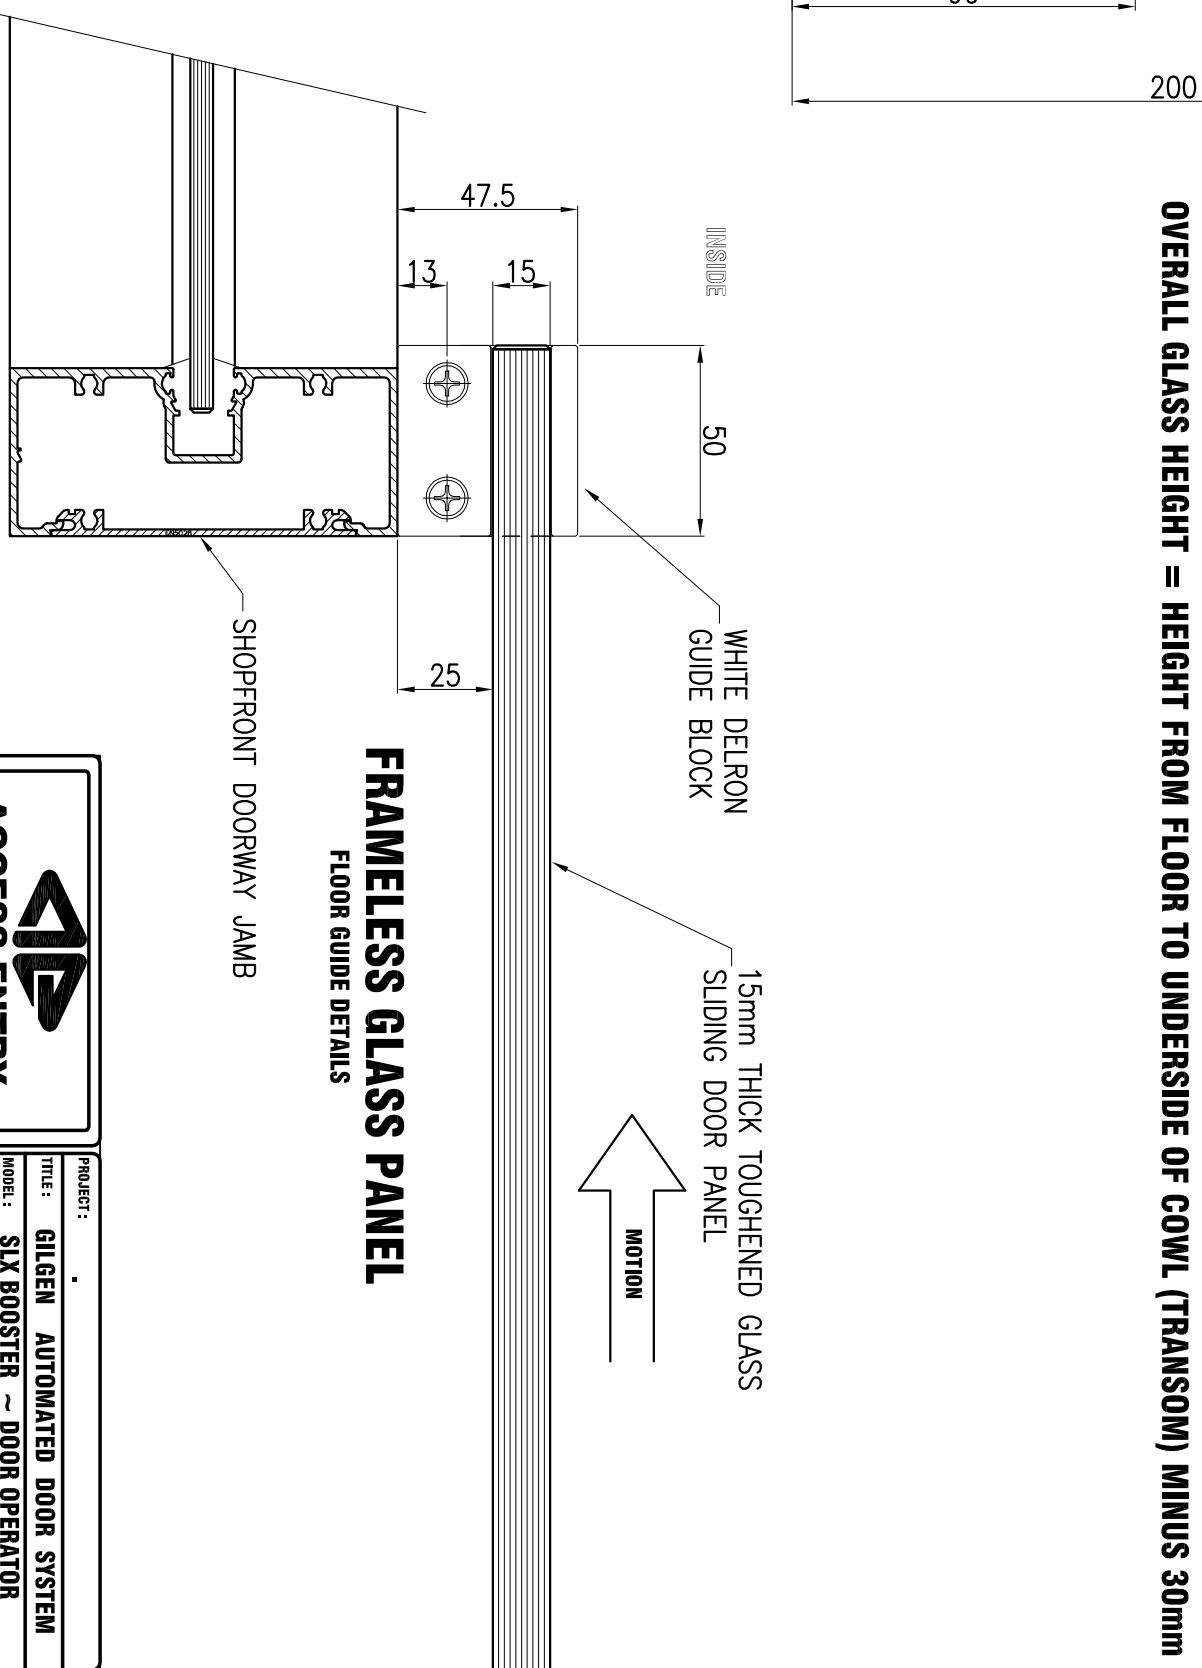 200
OVERALL GLASS HEIGHT = HEIGHT FROM FLOOR TO UNDERSIDE OF COWL (TRANSOM) MINUS 30mm
47.5
INSIDE
13
15
50
WHITE DELRON
GUIDE BLOCK
25
15mm THICK TOUGHENED GLASS
SLIDING DOOR PANEL
MOTION
SHOPFRONT DOORWAY JAMB
FRAMELESS GLASS PANEL
FLOOR GUIDE DETAILS
ACCESS ENTRY
PROJECT: .
TITLE: GILGEN AUTOMATED DOOR SYSTEM
MODEL: SLX BOOSTER ~ DOOR OPERATOR